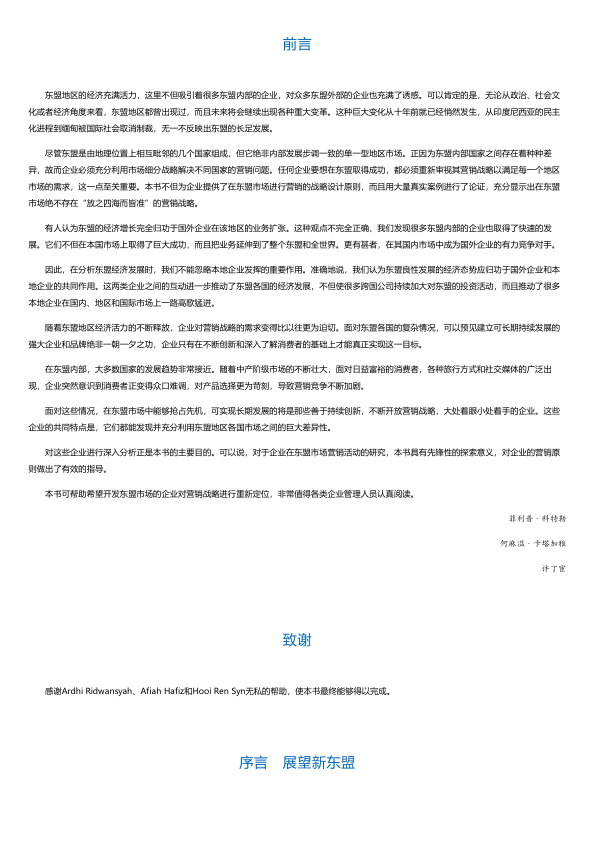 前言
东盟地区的经济充满活力，这里不但吸引着很多东盟内部的企业，对众多东盟外部的企业也充满了诱惑。可以肯定的是，无论从政治、社会文
化或者经济角度来看，东盟地区都曾出现过，而且未来将会继续出现各种重大变革。这种巨大变化从十年前就已经悄然发生，从印度尼西亚的民主
化进程到缅甸被国际社会取消制裁，无一不反映出东盟的长足发展。
尽管东盟是由地理位置上相互毗邻的几个国家组成，但它绝非内部发展步调一致的单一型地区市场。正因为东盟内部国家之间存在着种种差
异，故而企业必须充分利用市场细分战略解决不同国家的营销问题。任何企业要想在东盟取得成功，都必须重新审视其营销战略以满足每一个地区
市场的需求，这一点至关重要。本书不但为企业提供了在东盟市场进行营销的战略设计原则，而且用大量真实案例进行了论证，充分显示出在东盟
市场绝不存在“放之四海而皆准”的营销战略。
有人认为东盟的经济增长完全归功于国外企业在该地区的业务扩张。这种观点不完全正确，我们发现很多东盟内部的企业也取得了快速的发
展。它们不但在本国市场上取得了巨大成功，而且把业务延伸到了整个东盟和全世界。更有甚者，在其国内市场中成为国外企业的有力竞争对手。
因此，在分析东盟经济发展时，我们不能忽略本地企业发挥的重要作用。准确地说，我们认为东盟良性发展的经济态势应归功于国外企业和本
地企业的共同作用。这两类企业之间的互动进一步推动了东盟各国的经济发展，不但使很多跨国公司持续加大对东盟的投资活动，而且推动了很多
本地企业在国内、地区和国际市场上一路高歌猛进。
随着东盟地区经济活力的不断释放，企业对营销战略的需求变得比以往更为迫切。面对东盟各国的复杂情况，可以预见建立可长期持续发展的
强大企业和品牌绝非一朝一夕之功，企业只有在不断创新和深入了解消费者的基础上才能真正实现这一目标。
在东盟内部，大多数国家的发展趋势非常接近。随着中产阶级市场的不断壮大，面对日益富裕的消费者，各种旅行方式和社交媒体的广泛出
现，企业突然意识到消费者正变得众口难调，对产品选择更为苛刻，导致营销竞争不断加剧。
面对这些情况，在东盟市场中能够抢占先机，可实现长期发展的将是那些善于持续创新，不断开放营销战略，大处着眼小处着手的企业。这些
企业的共同特点是，它们都能发现并充分利用东盟地区各国市场之间的巨大差异性。
对这些企业进行深入分析正是本书的主要目的。可以说，对于企业在东盟市场营销活动的研究，本书具有先锋性的探索意义，对企业的营销原
则做出了有效的指导。
本书可帮助希望开发东盟市场的企业对营销战略进行重新定位，非常值得各类企业管理人员认真阅读。
菲利普·科特勒
何麻温·卡塔加雅
许丁宦
致谢
感谢Ardhi Ridwansyah、Afiah Hafiz和Hooi Ren Syn无私的帮助，使本书最终能够得以完成。
序言　展望新东盟